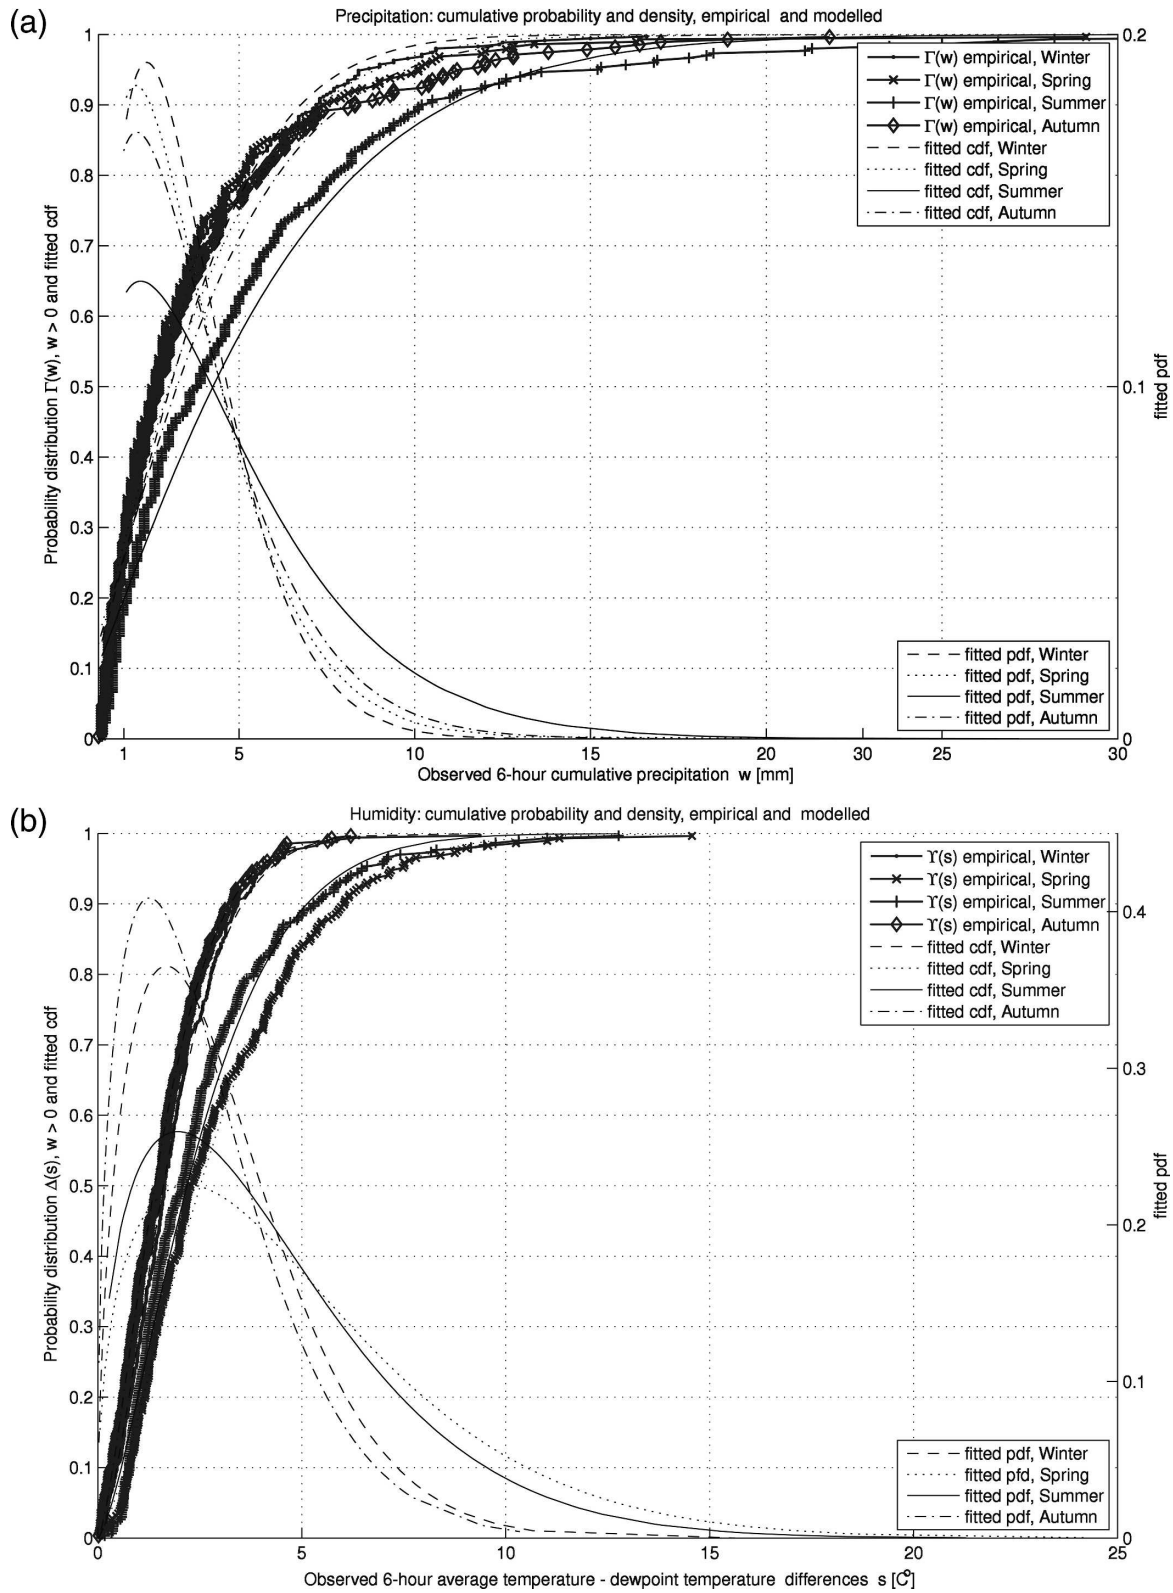 (a)
Precipitation: cumulative probability and density, empirical and modelled
1
0.9
0.8
0.7
0.6
0.5
0.4
0.3
0.2
0.1
0
Probability distribution Γ(w), w > 0 and fitted cdf
Γ(w) empirical, Winter
Γ(w) empirical, Spring
Γ(w) empirical, Summer
Γ(w) empirical, Autumn
fitted cdf, Winter
fitted cdf, Spring
fitted cdf, Summer
fitted cdf, Autumn
0.2
0.1
0
fitted pdf
fitted pdf, Winter
fitted pdf, Spring
fitted pdf, Summer
fitted pdf, Autumn
1 5 10 15 20 30 25 30
Observed 6-hour cumulative precipitation w [mm]
(b)
Humidity: cumulative probability and density, empirical and modelled
1
0.9
0.8
0.7
0.6
0.5
0.4
0.3
0.2
0.1
0
Probability distribution Δ(s), w > 0 and fitted cdf
ϒ(s) empirical, Winter
ϒ(s) empirical, Spring
ϒ(s) empirical, Summer
ϒ(s) empirical, Autumn
fitted cdf, Winter
fitted cdf, Spring
fitted cdf, Summer
fitted cdf, Autumn
0.4
0.3
0.2
0.1
0
fitted pdf
fitted pdf, Winter
fitted pfd, Spring
fitted pdf, Summer
fitted pdf, Autumn
0 5 10 15 20 25
Observed 6-hour average temperature - dewpoint temperature differences s [C°]